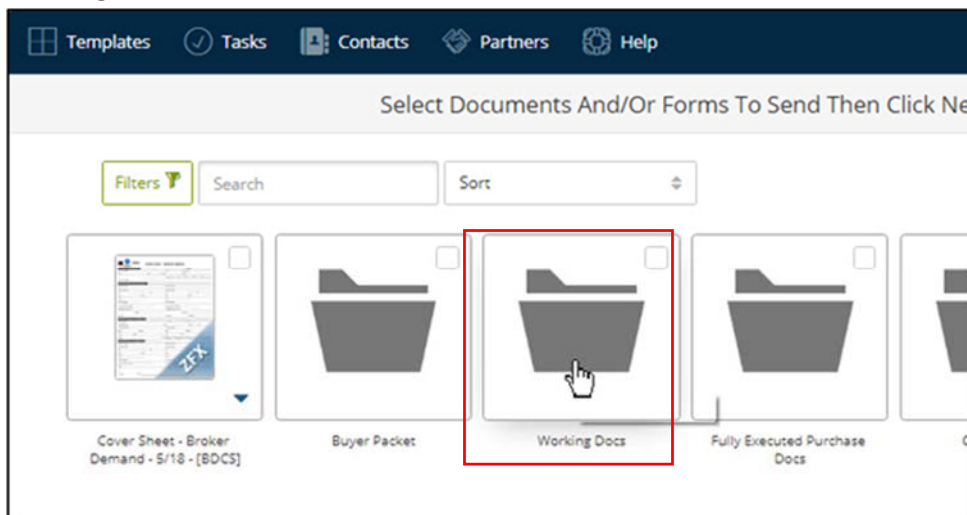 Templates Tasks Contacts Partners Help
Select Documents And/Or Forms To Send Then Click Ne
Filters Search Sort
ZFX
Cover Sheet - Broker Buyer Packet Working Docs Fully Executed Purchase
Demand - 5/18 - [BDCS] Docs